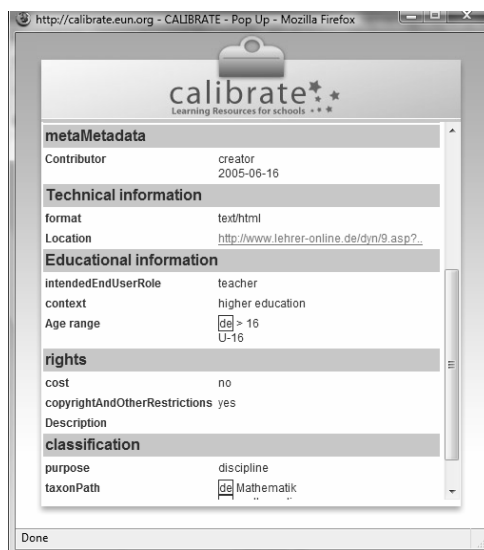 http://calibrate.eun.org - CALIBRATE - Pop Up - Mozilla Firefox
calibrate
Learning Resources for schools
metaMetadata
Contributor creator
2005-06-16
Technical information
format text/html
Location http://www.lehrer-online.de/dyn/9.asp?..
Educational information
intendedEndUserRole teacher
context higher education
Age range de > 16
U-16
rights
cost no
copyrightAndOtherRestrictions yes
Description
classification
purpose discipline
taxonPath de Mathematik
Done